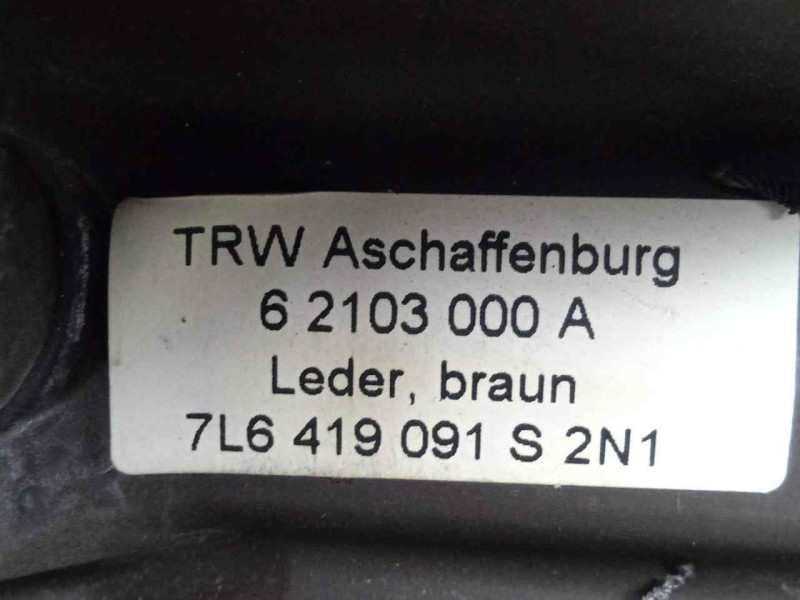 TRW Aschaffenburg
6 2103 000 A
Leder, braun
7L6 419 091 S 2N1